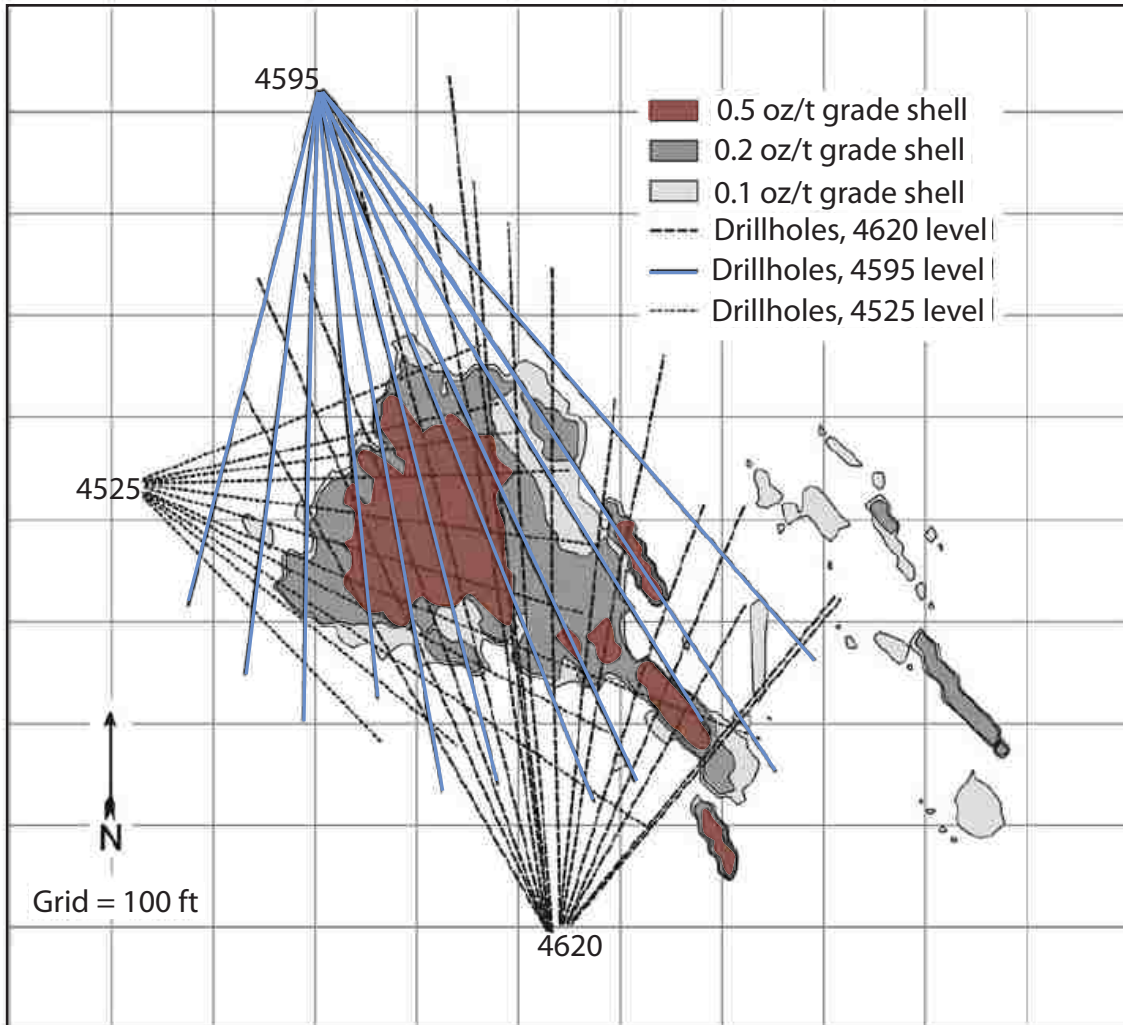 4595
0.5 oz/t grade shell
0.2 oz/t grade shell
0.1 oz/t grade shell
Drillholes, 4620 level
Drillholes, 4595 level
Drillholes, 4525 level
4525
N
Grid = 100 ft
4620